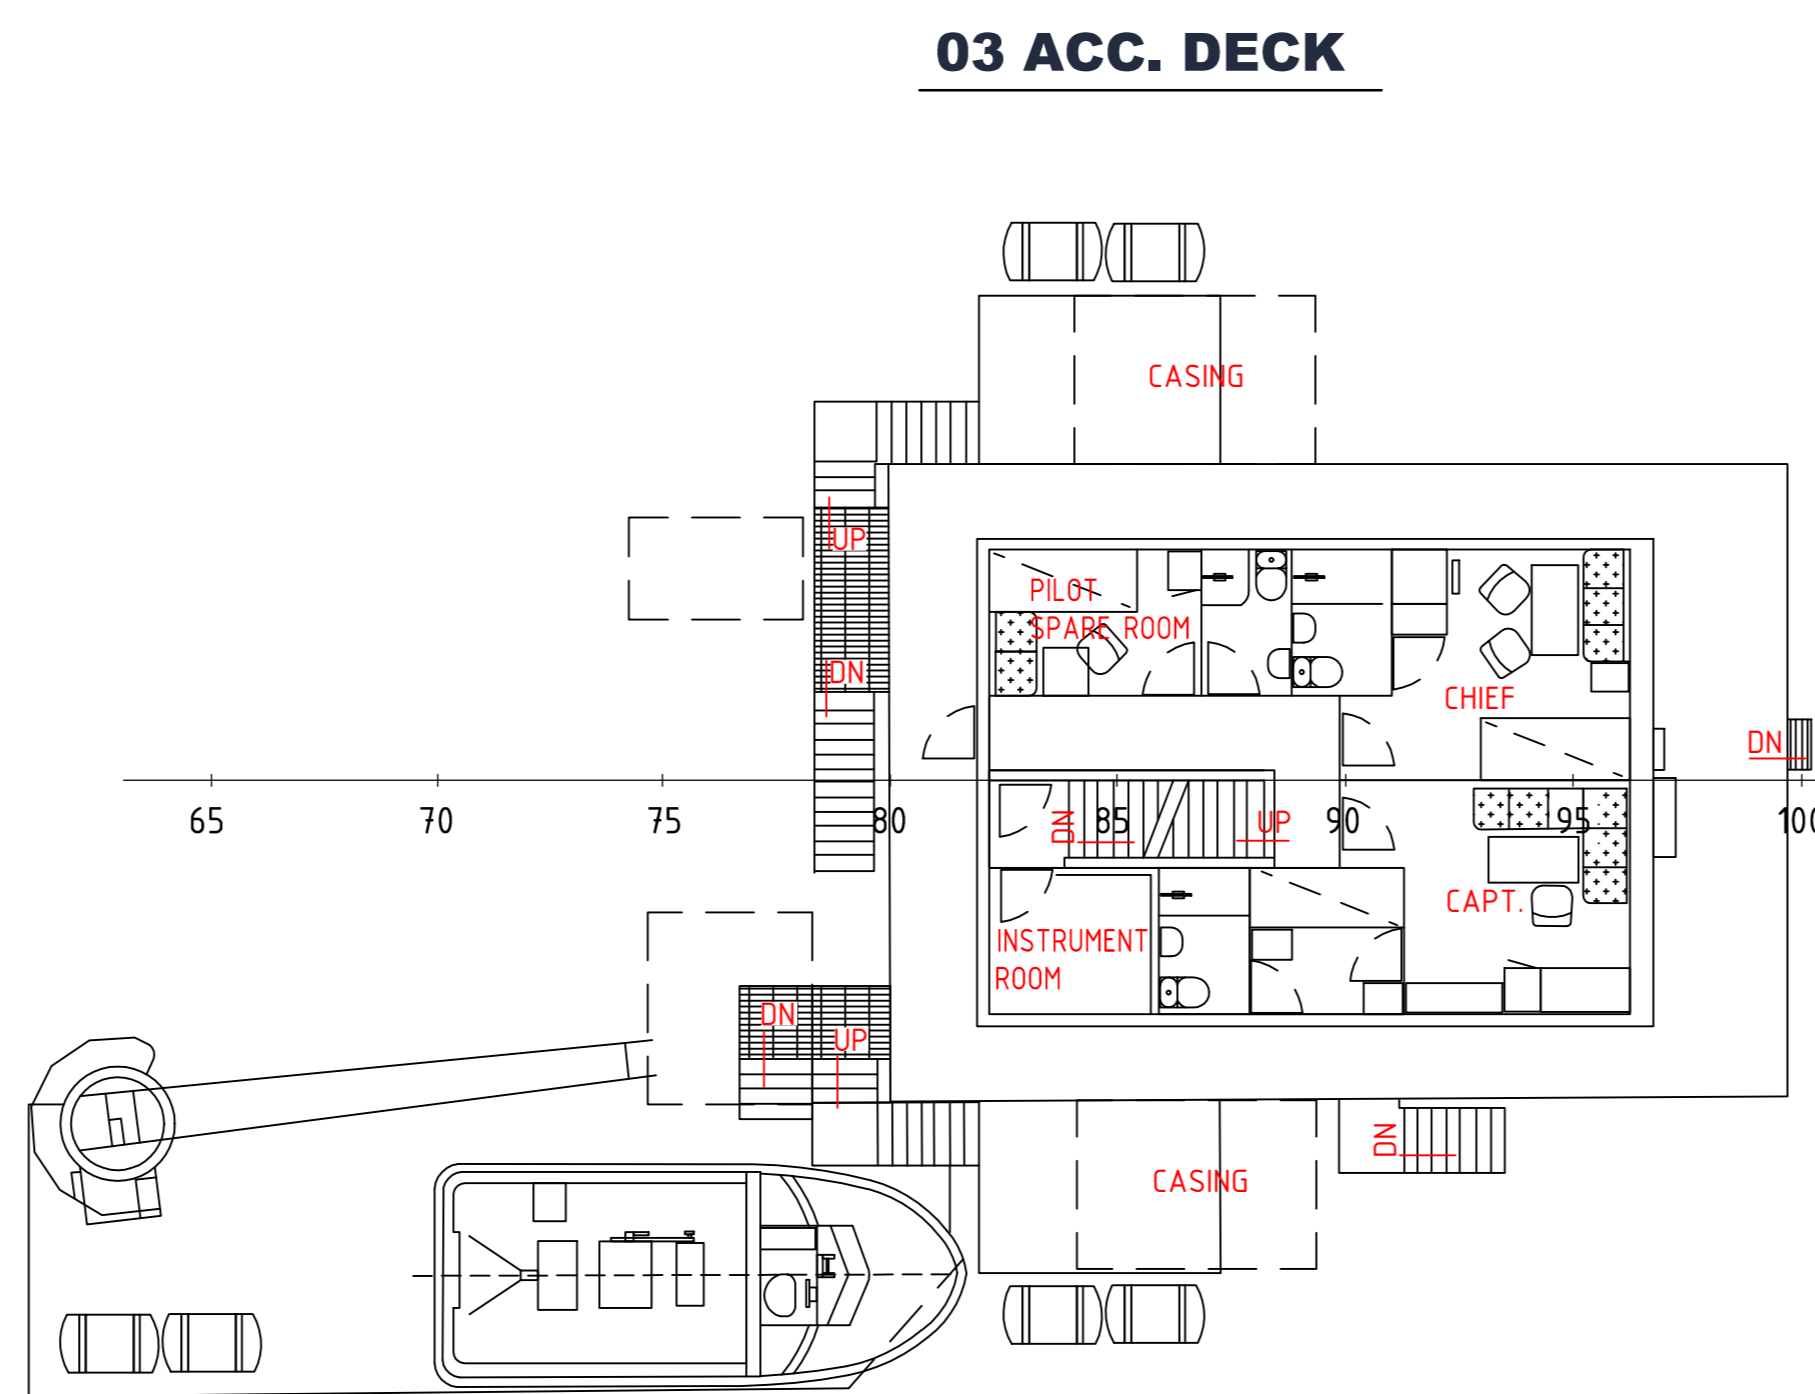 03 ACC. DECK
CASING
UP
PILOT
SPARE ROOM
DN
CHIEF
DN
65
70
75
80
DN
85
UP
90
95
100
CAPT.
INSTRUMENT
ROOM
DN
UP
DN
CASING